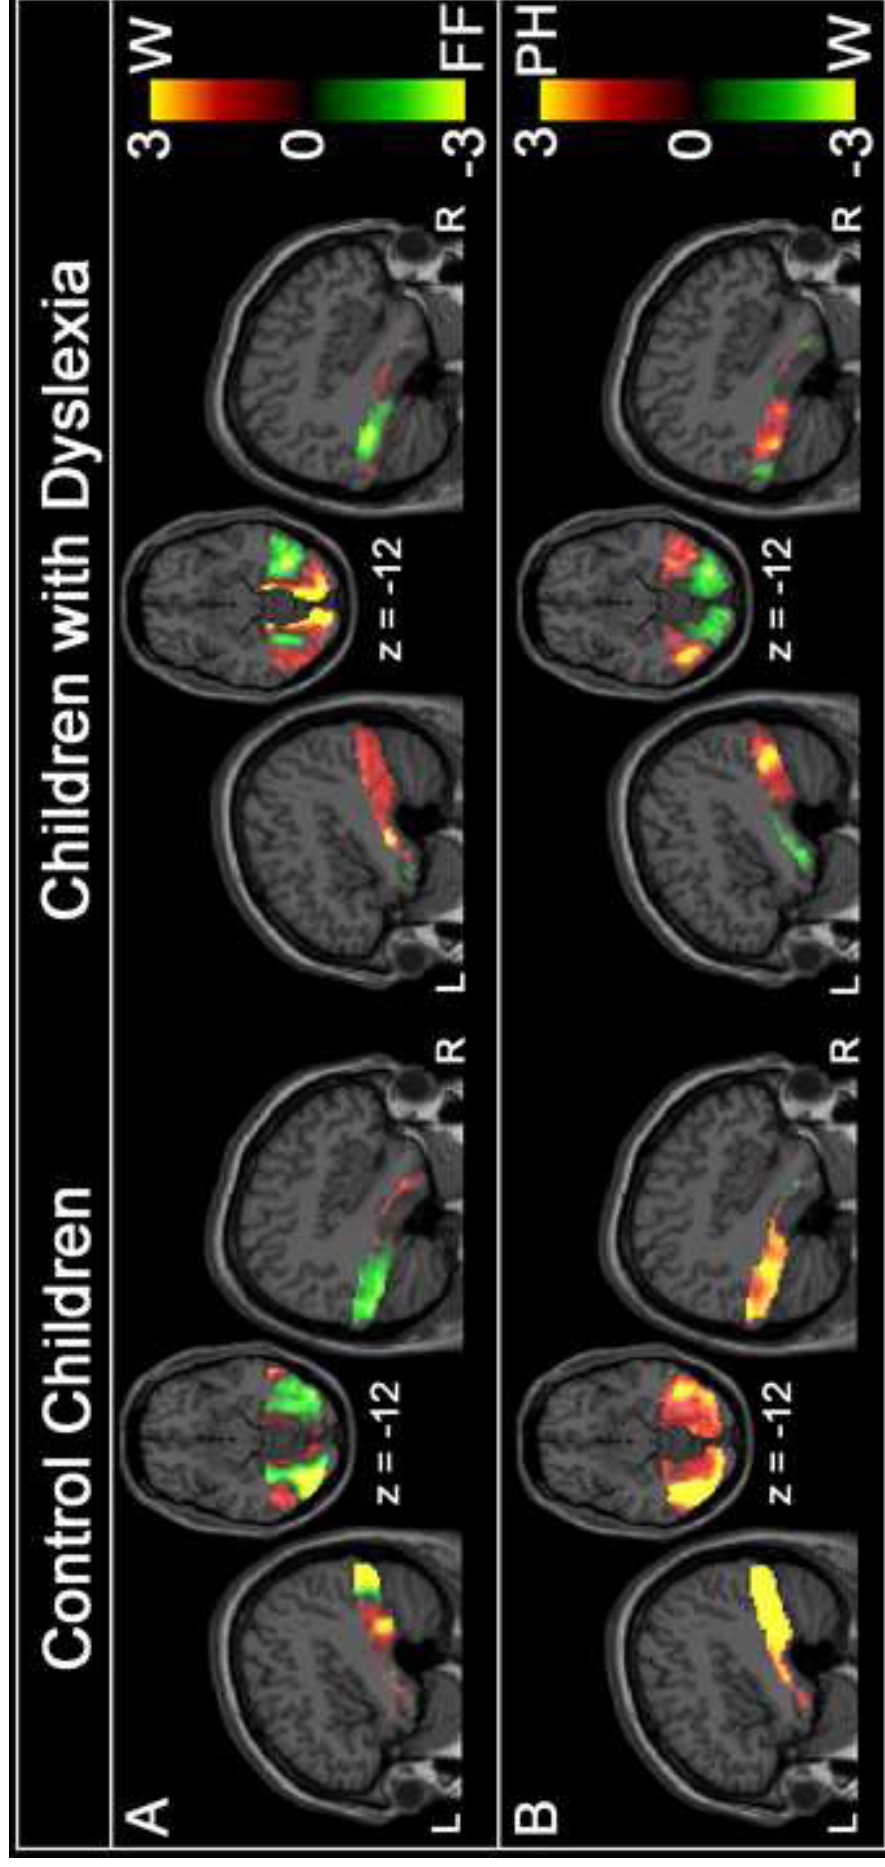 Control Children
Children with Dyslexia
A
L
z = -12
R
L
z = -12
R
3
0
-3
W
FF
B
L
z = -12
R
L
z = -12
R
3
0
-3
PH
W